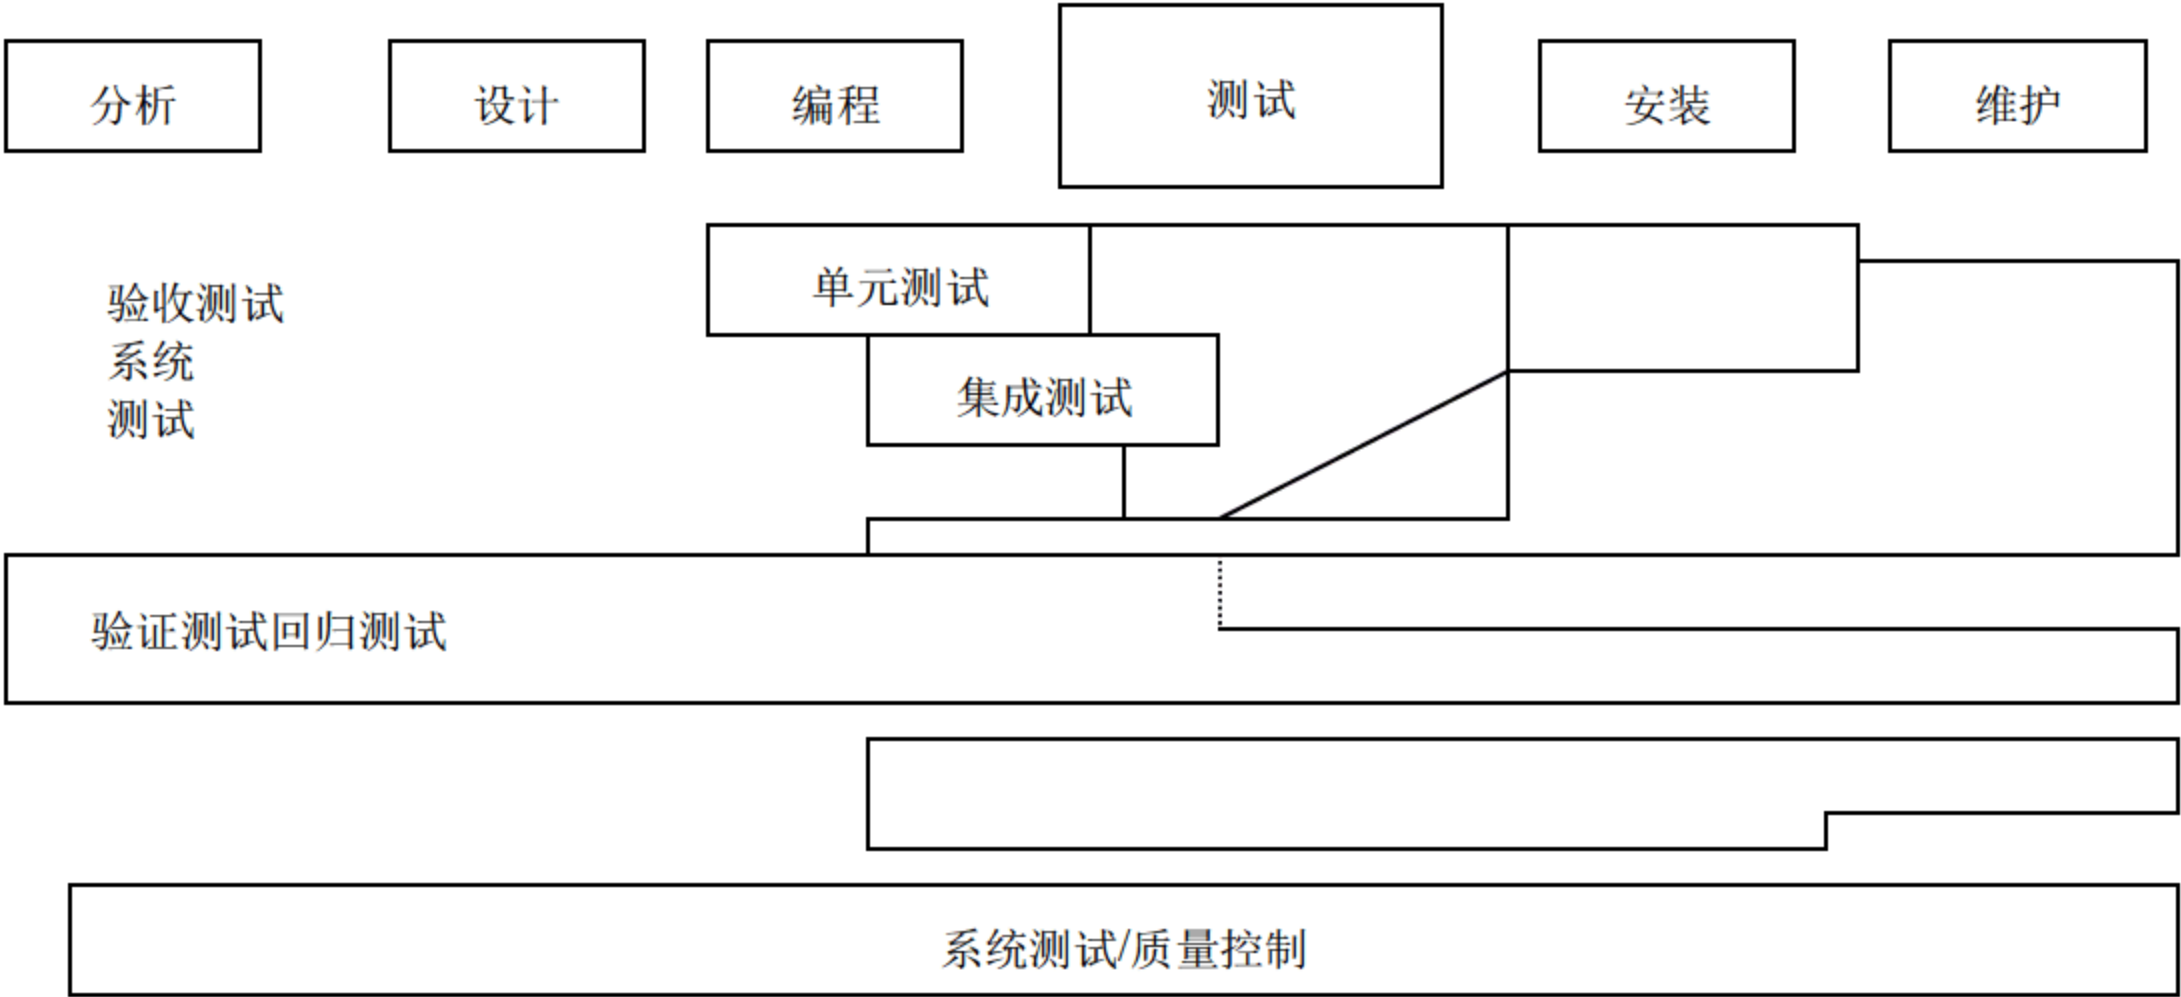 分析
设计
编程
测试
安装
维护
单元测试
验收测试
系统
测试
集成测试
验证测试回归测试
系统测试/质量控制